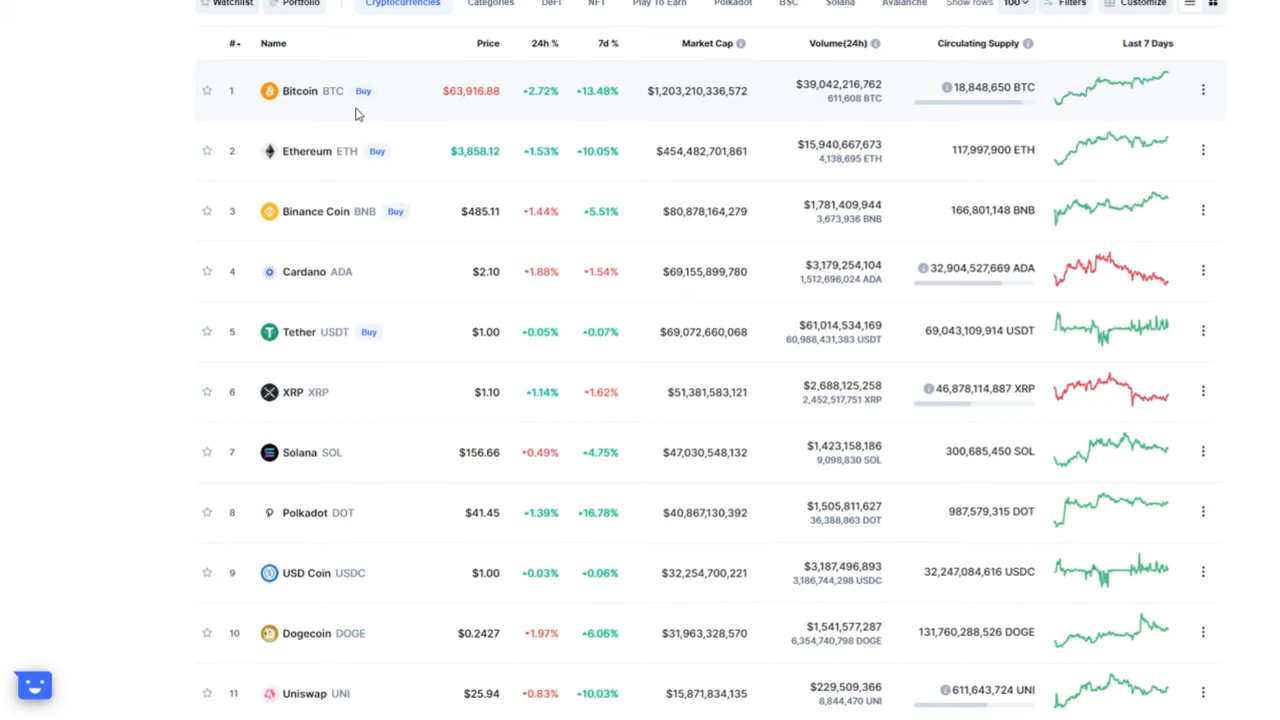 Watchlist Portfolio Cryptocurrencies Categories DeFi NFT Play To Earn Polkadot BSC Solana Avalanche Show rows 100 Filters Customize
# Name Price 24h % 7d % Market Cap Volume(24h) Circulating Supply Last 7 Days
1 Bitcoin BTC Buy $63,916.88 2.72% 13.48% $1,203,210,336,572 $39,042,216,762 18,848,650 BTC
611,608 BTC
2 Ethereum ETH Buy $3,858.12 1.53% 10.05% $454,482,701,861 $15,940,667,673 117,997,900 ETH
4,138,695 ETH
3 Binance Coin BNB Buy $485.11 1.44% 5.51% $80,878,164,279 $1,781,409,944 166,801,148 BNB
3,673,936 BNB
4 Cardano ADA $2.10 1.88% 1.54% $69,155,899,780 $3,179,254,104 32,904,527,669 ADA
1,512,696,024 ADA
5 Tether USDT Buy $1.00 0.05% 0.07% $69,072,660,068 $61,014,534,169 69,043,109,914 USDT
60,988,431,383 USDT
6 XRP XRP $1.10 1.14% 1.62% $51,381,583,121 $2,688,125,258 46,878,114,887 XRP
2,452,517,751 XRP
7 Solana SOL $156.66 0.49% 4.75% $47,030,548,132 $1,423,158,186 300,685,450 SOL
9,098,830 SOL
8 Polkadot DOT $41.45 1.39% 16.78% $40,867,130,392 $1,505,811,627 987,579,315 DOT
36,388,863 DOT
9 USD Coin USDC $1.00 0.03% 0.06% $32,254,700,221 $3,187,496,893 32,247,084,616 USDC
3,186,744,298 USDC
10 Dogecoin DOGE $0.2427 1.97% 6.06% $31,963,328,570 $1,541,577,287 131,760,288,526 DOGE
6,354,740,798 DOGE
11 Uniswap UNI $25.94 0.83% 10.03% $15,871,834,135 $229,509,366 611,643,724 UNI
8,844,470 UNI